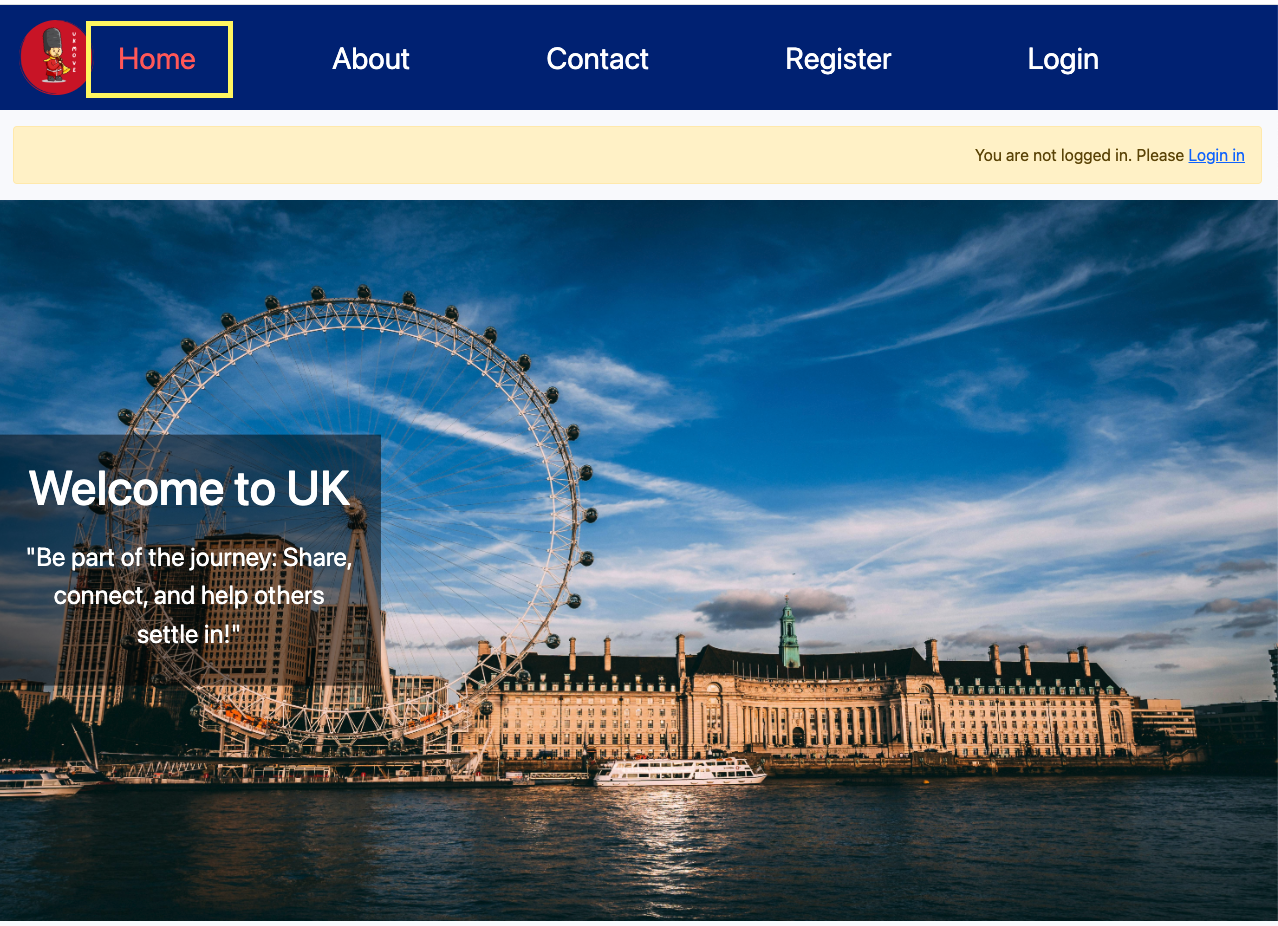 UKMOVE
Home
About
Contact
Register
Login
You are not logged in. Please Login in
Welcome to UK
"Be part of the journey: Share,
connect, and help others
settle in!"